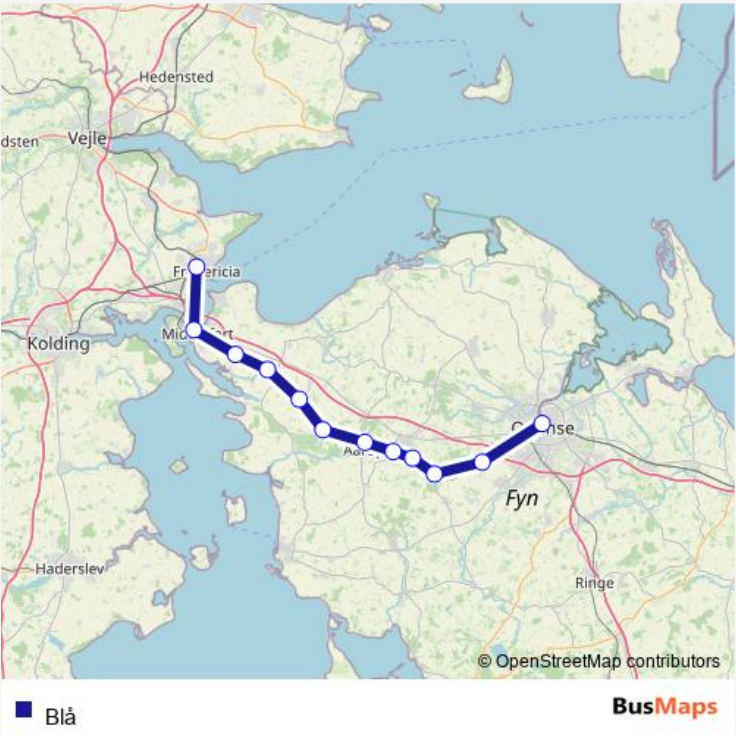 Hedensted
Vejle
dsten
Kolding
Fyn
Haderslev
Ringe
© OpenStreetMap contributors
Blå
BusMaps